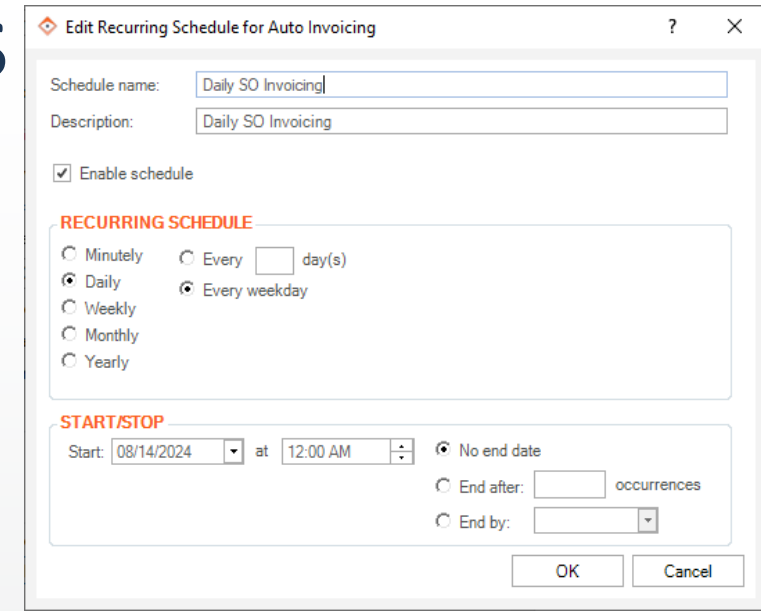 Edit Recurring Schedule for Auto Invoicing ?
Schedule name: Daily SO Invoicing
Description: Daily SO Invoicing
Enable schedule
RECURRING SCHEDULE
Minutely Every day(s)
Daily Every weekday
Weekly
Monthly
Yearly
START/STOP
Start: 08/14/2024 at 12:00 AM No end date
End after: occurrences
End by:
OK Cancel